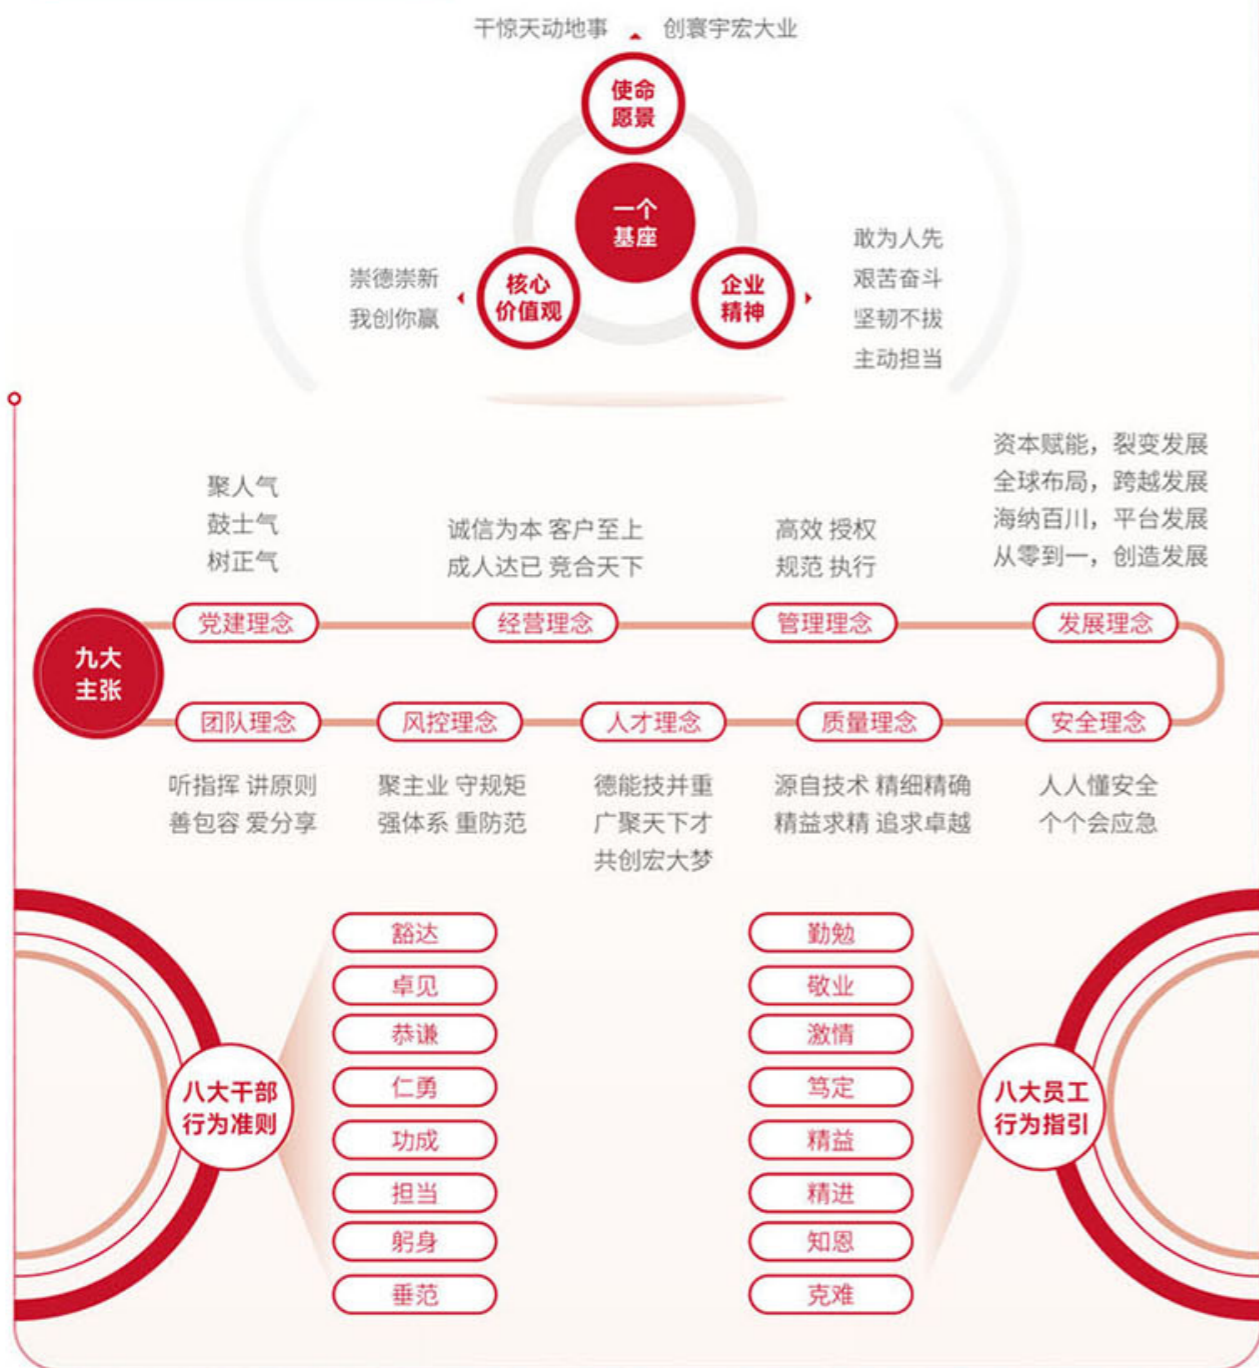 干惊天动地事 创寰宇宏大业
使命
愿景
一个
基座
核心
价值观
崇德崇新
我创你赢
企业
精神
敢为人先
艰苦奋斗
坚韧不拔
主动担当
九大
主张
聚人气
鼓士气
树正气
党建理念
诚信为本 客户至上
成人达已 竞合天下
经营理念
高效 授权
规范 执行
管理理念
资本赋能，裂变发展
全球布局，跨越发展
海纳百川，平台发展
从零到一，创造发展
发展理念
团队理念
听指挥 讲原则
善包容 爱分享
风控理念
聚主业 守规矩
强体系 重防范
人才理念
德能技并重
广聚天下才
共创宏大梦
质量理念
源自技术 精细精确
精益求精 追求卓越
安全理念
人人懂安全
个个会应急
八大干部
行为准则
豁达
卓见
恭谦
仁勇
功成
担当
躬身
垂范
八大员工
行为指引
勤勉
敬业
激情
笃定
精益
精进
知恩
克难